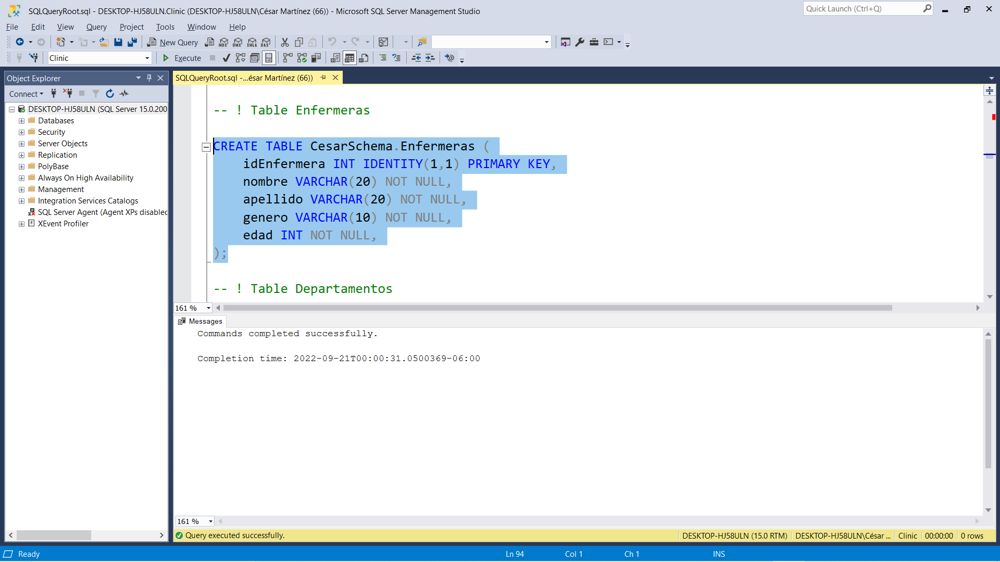 SQLQueryRoot.sql - DESKTOP-HJ58ULN.Clinic (DESKTOP-HJ58ULN\César Martínez (66)) - Microsoft SQL Server Management Studio
Quick Launch (Ctrl+Q)
File Edit View Query Project Tools Window Help
New Query MDX DMX XMLA DAX
Clinic Execute
Object Explorer
SQLQueryRoot.sql -...ésar Martínez (66))
Connect
DESKTOP-HJ58ULN (SQL Server 15.0.200
Databases
Security
Server Objects
Replication
PolyBase
Always On High Availability
Management
Integration Services Catalogs
SQL Server Agent (Agent XPs disabled
XEvent Profiler
-- ! Table Enfermeras
CREATE TABLE CesarSchema.Enfermeras (
idEnfermera INT IDENTITY(1,1) PRIMARY KEY,
nombre VARCHAR(20) NOT NULL,
apellido VARCHAR(20) NOT NULL,
genero VARCHAR(10) NOT NULL,
edad INT NOT NULL,
);
-- ! Table Departamentos
161 %
Messages
Commands completed successfully.
Completion time: 2022-09-21T00:00:31.0500369-06:00
161 %
Query executed successfully.
DESKTOP-HJ58ULN (15.0 RTM) DESKTOP-HJ58ULN\César ... Clinic 00:00:00 0 rows
Ready Ln 94 Col 1 Ch 1 INS